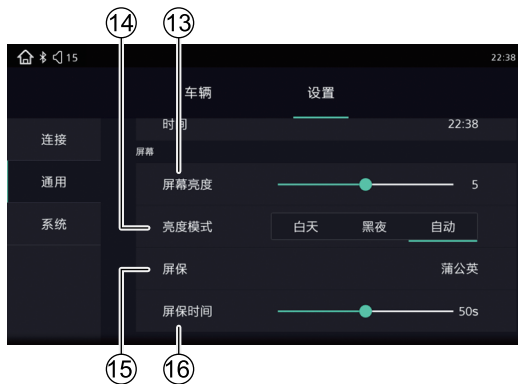 14 13
15 22:38
车辆 设置
时间 22:38
连接
屏幕
通用
屏幕亮度 5
系统
亮度模式 白天 黑夜 自动
屏保 蒲公英
屏保时间 50s
15 16